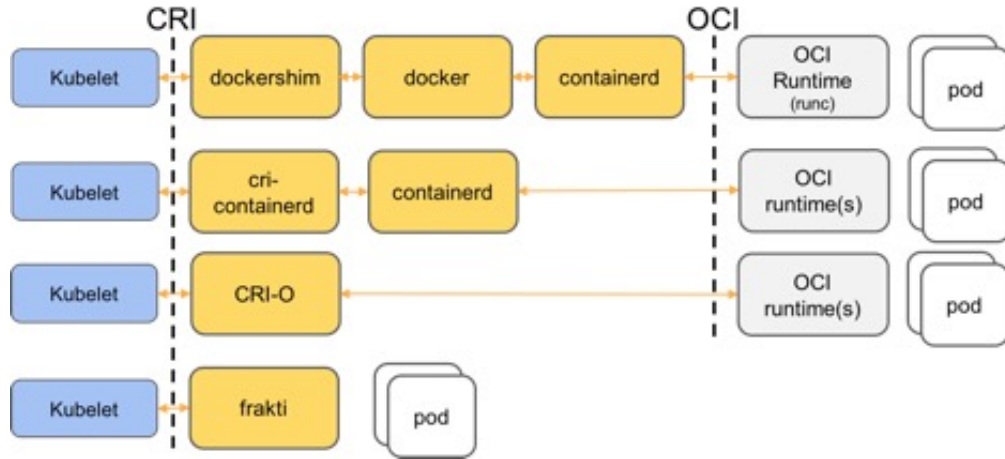 CRI
OCI
Kubelet
dockershim
docker
containerd
OCI
Runtime
(runc)
pod
Kubelet
cri-
containerd
containerd
OCI
runtime(s)
pod
Kubelet
CRI-O
OCI
runtime(s)
pod
Kubelet
frakti
pod